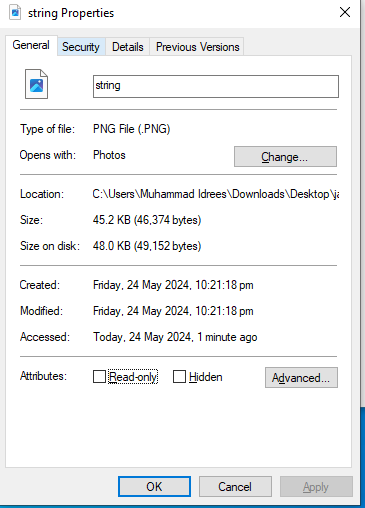 string Properties
General Security Details Previous Versions
string
Type of file: PNG File (.PNG)
Opens with: Photos Change...
Location: C:\Users\Muhammad Idrees\Downloads\Desktop\ja
Size: 45.2 KB (46,374 bytes)
Size on disk: 48.0 KB (49,152 bytes)
Created: Friday, 24 May 2024, 10:21:18 pm
Modified: Friday, 24 May 2024, 10:21:18 pm
Accessed: Today, 24 May 2024, 1 minute ago
Attributes: Read-only Hidden Advanced...
OK Cancel Apply